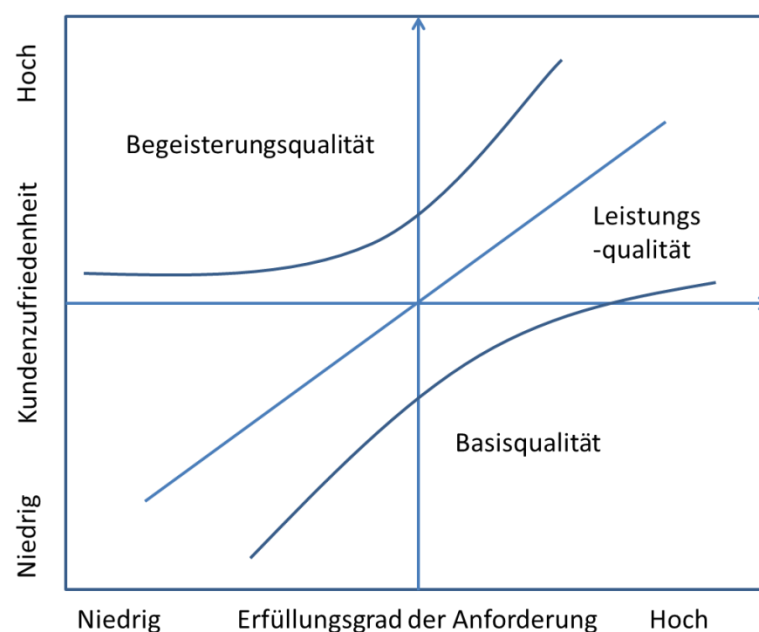 Hoch
Kundenzufriedenheit
Niedrig
Begeisterungsqualität
Leistungs
-qualität
Basisqualität
Niedrig
Erfüllungsgrad der Anforderung
Hoch